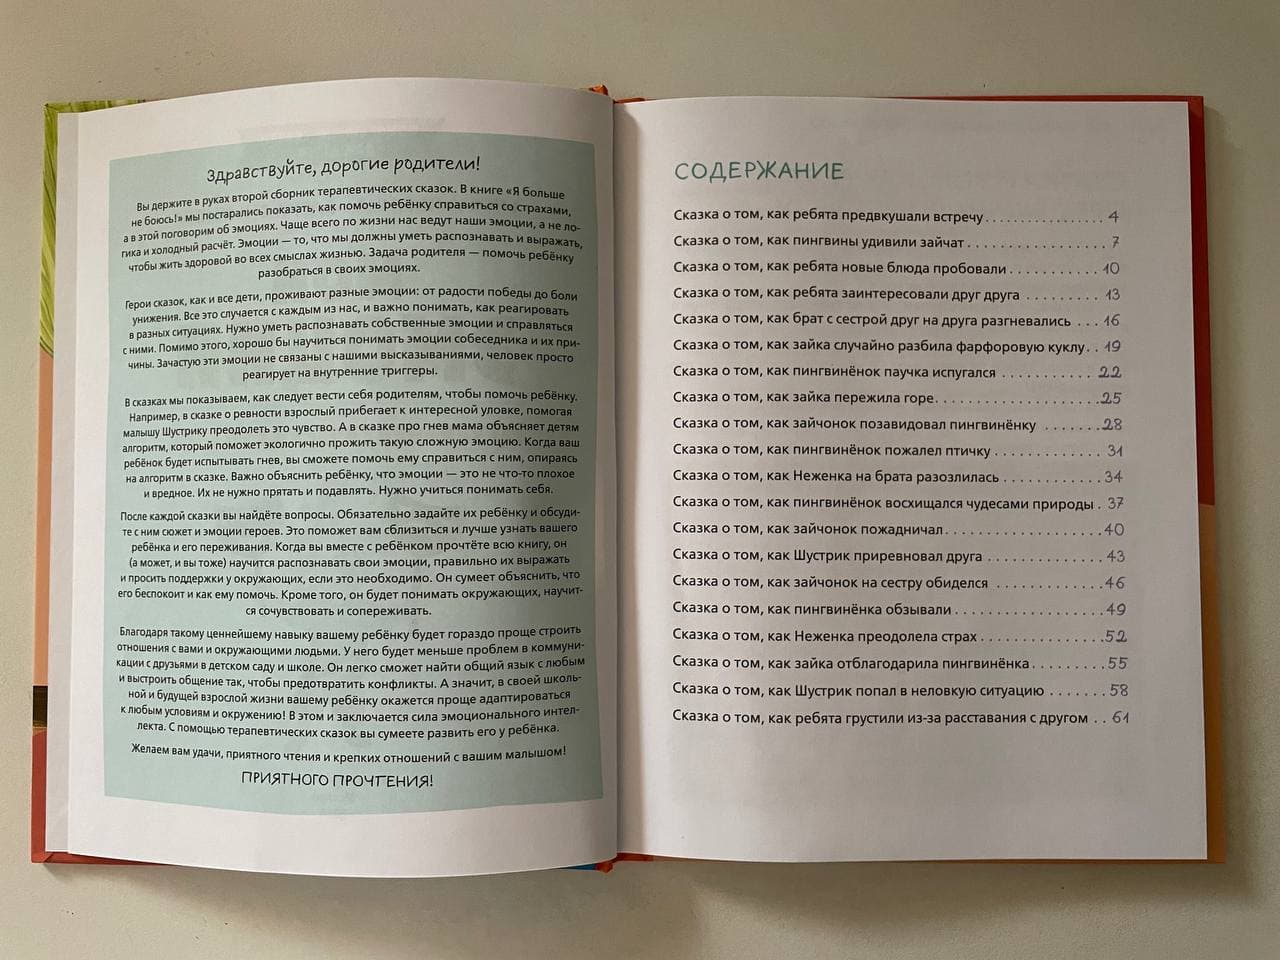 Здравствуйте, дорогие родители!
Вы держите в руках второй сборник терапевтических сказок. В книге «Я больше
не боюсь!» мы постарались показать, как помочь ребёнку справиться со страхами,
а в этой поговорим об эмоциях. Чаще всего по жизни нас ведут наши эмоции, а не ло-
гика и холодный расчёт. Эмоции — то, что мы должны уметь распознавать и выражать,
чтобы жить здоровой во всех смыслах жизнью. Задача родителя — помочь ребёнку
разобраться в своих эмоциях.
Герои сказок, как и все дети, проживают разные эмоции: от радости победы до боли
унижения. Все это случается с каждым из нас, и важно понимать, как реагировать
в разных ситуациях. Нужно уметь распознавать собственные эмоции и справляться
с ними. Помимо этого, хорошо бы научиться понимать эмоции собеседника и их при-
чины. Зачастую эти эмоции не связаны с нашими высказываниями, человек просто
реагирует на внутренние триггеры.
В сказках мы показываем, как следует вести себя родителям, чтобы помочь ребёнку.
Например, в сказке о ревности взрослый прибегает к интересной уловке, помогая
малышу Шустрику преодолеть это чувство. А в сказке про гнев мама объясняет детям
алгоритм, который поможет экологично прожить такую сложную эмоцию. Когда ваш
ребёнок будет испытывать гнев, вы сможете помочь ему справиться с ним, опираясь
на алгоритм в сказке. Важно объяснить ребёнку, что эмоции — это не что-то плохое
и вредное. Их не нужно прятать и подавлять. Нужно учиться понимать себя.
После каждой сказки вы найдёте вопросы. Обязательно задайте их ребёнку и обсуди-
те с ним сюжет и эмоции героев. Это поможет вам сблизиться и лучше узнать вашего
ребёнка и его переживания. Когда вы вместе с ребёнком прочтёте всю книгу, он
(а может, и вы тоже) научится распознавать свои эмоции, правильно их выражать
и просить поддержки у окружающих, если это необходимо. Он сумеет объяснить, что
его беспокоит и как ему помочь. Кроме того, он будет понимать окружающих, научит-
ся сочувствовать и сопереживать.
Благодаря такому ценнейшему навыку вашему ребёнку будет гораздо проще строить
отношения с вами и окружающими людьми. У него будет меньше проблем в коммуни-
кации с друзьями в детском саду и школе. Он легко сможет найти общий язык с любым
и выстроить общение так, чтобы предотвратить конфликты. А значит, в своей школь-
ной и будущей взрослой жизни вашему ребёнку окажется проще адаптироваться
к любым условиям и окружению! В этом и заключается сила эмоционального интел-
лекта. С помощью терапевтических сказок вы сумеете развить его у ребёнка.
Желаем вам удачи, приятного чтения и крепких отношений с вашим малышом!
ПРИЯТНОГО ПРОЧТЕНИЯ!
СОДЕРЖАНИЕ
Сказка о том, как ребята предвкушали встречу . . . . . . . . . . . . . . . 4
Сказка о том, как пингвины удивили зайчат . . . . . . . . . . . . . . . . . 7
Сказка о том, как ребята новые блюда пробовали . . . . . . . . . . . 10
Сказка о том, как ребята заинтересовали друг друга . . . . . . . . . 13
Сказка о том, как брат с сестрой друг на друга разгневались . . . 16
Сказка о том, как зайка случайно разбила фарфоровую куклу . . 19
Сказка о том, как пингвинёнок паучка испугался . . . . . . . . . . . 22
Сказка о том, как зайка пережила горе . . . . . . . . . . . . . . . . . . . 25
Сказка о том, как зайчонок позавидовал пингвинёнку . . . . . . . 28
Сказка о том, как пингвинёнок пожалел птичку . . . . . . . . . . . . 31
Сказка о том, как Неженка на брата разозлилась . . . . . . . . . . . 34
Сказка о том, как пингвинёнок восхищался чудесами природы . 37
Сказка о том, как зайчонок пожадничал . . . . . . . . . . . . . . . . . . 40
Сказка о том, как Шустрик приревновал друга . . . . . . . . . . . . . 43
Сказка о том, как зайчонок на сестру обиделся . . . . . . . . . . . . 46
Сказка о том, как пингвинёнка обзывали . . . . . . . . . . . . . . . . . 49
Сказка о том, как Неженка преодолела страх . . . . . . . . . . . . . . 52
Сказка о том, как зайка отблагодарила пингвинёнка . . . . . . . . 55
Сказка о том, как Шустрик попал в неловкую ситуацию . . . . . . . 58
Сказка о том, как ребята грустили из-за расставания с другом . . 61